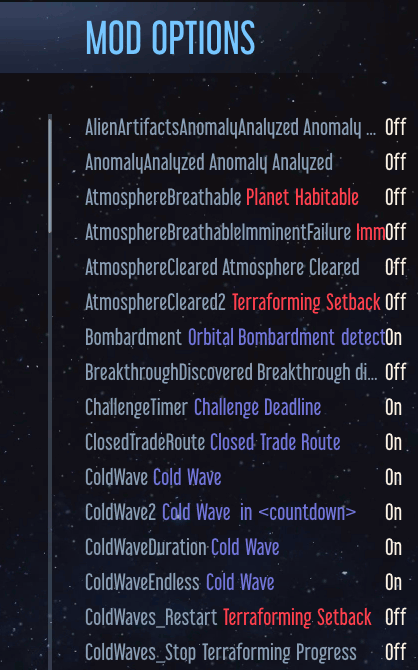 MOD OPTIONS
AlienArtifactsAnomalyAnalyzed Anomaly ... Off
AnomalyAnalyzed Anomaly Analyzed Off
AtmosphereBreathable Planet Habitable Off
AtmosphereBreathableImminentFailure Imm Off
AtmosphereCleared Atmosphere Cleared Off
AtmosphereCleared2 Terraforming Setback Off
Bombardment Orbital Bombardment detect On
BreakthroughDiscovered Breakthrough di... Off
ChallengeTimer Challenge Deadline On
ClosedTradeRoute Closed Trade Route On
ColdWave Cold Wave On
ColdWave2 Cold Wave in <countdown> On
ColdWaveDuration Cold Wave On
ColdWaveEndless Cold Wave On
ColdWaves_Restart Terraforming Setback Off
ColdWaves_Stop Terraforming Progress Off